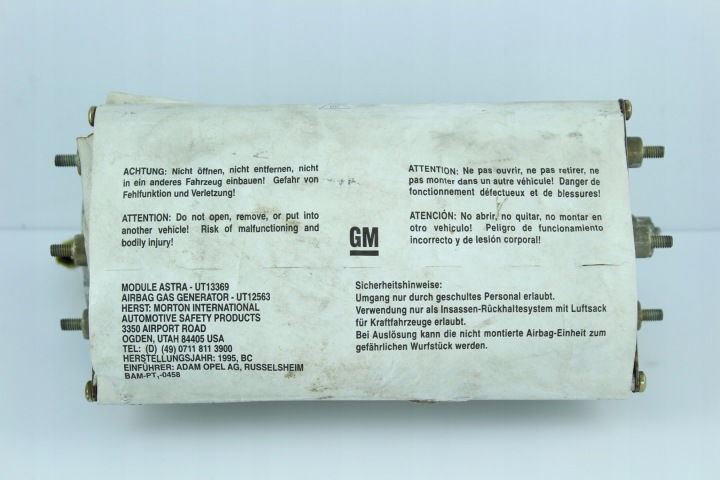 ACHTUNG: Nicht öffnen, nicht entfernen, nicht
in ein anderes Fahrzeug einbauen! Gefahr von
Fehlfunktion und Verletzung!
ATTENTION: Do not open, remove, or put into
another vehicle! Risk of malfunctioning and
bodily injury!
ATTENTION: Ne pas ouvrir, ne pas retirer, ne
pas monter dans un autre véhicule! Danger de
fonctionnement défectueux et de blessures!
ATENCIÓN: No abrir, no quitar, no montar en
otro vehiculo! Peligro de funcionamiento
incorrecto y de lesión corporal!
GM
MODULE ASTRA - UT13369
AIRBAG GAS GENERATOR - UT12563
HERST: MORTON INTERNATIONAL
AUTOMOTIVE SAFETY PRODUCTS
3350 AIRPORT ROAD
OGDEN, UTAH 84405 USA
TEL: (D) (49) 0711 811 3900
HERSTELLUNGSJAHR: 1995, BC
EINFÜHRER: ADAM OPEL AG, RUSSELSHEIM
BAM-PT₁-0458
Sicherheitshinweise:
Umgang nur durch geschultes Personal erlaubt.
Verwendung nur als Insassen-Rückhaltesystem mit Luftsack
für Kraftfahrzeuge erlaubt.
Bei Auslösung kann die nicht montierte Airbag-Einheit zum
gefährlichen Wurfstück werden.